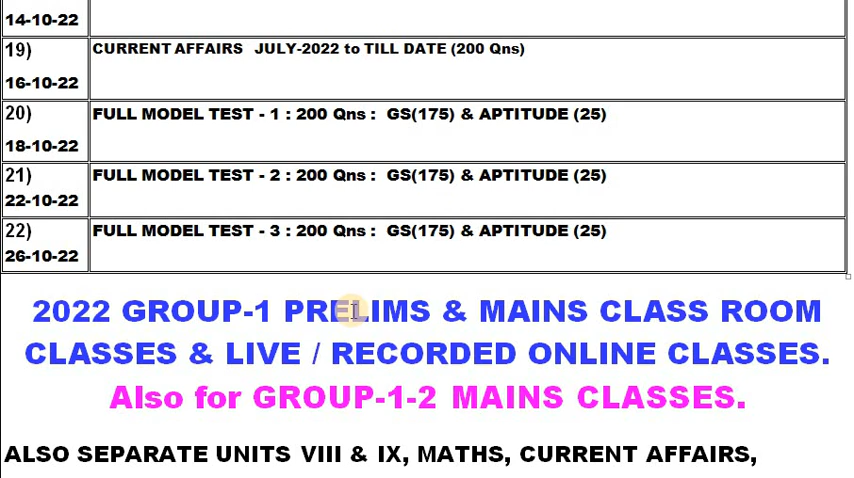 14-10-22
19) CURRENT AFFAIRS JULY-2022 to TILL DATE (200 Qns)
16-10-22
20) FULL MODEL TEST - 1 : 200 Qns : GS(175) & APTITUDE (25)
18-10-22
21) FULL MODEL TEST - 2 : 200 Qns : GS(175) & APTITUDE (25)
22-10-22
22) FULL MODEL TEST - 3 : 200 Qns : GS(175) & APTITUDE (25)
26-10-22
2022 GROUP-1 PRELIMS & MAINS CLASS ROOM
CLASSES & LIVE / RECORDED ONLINE CLASSES.
Also for GROUP-1-2 MAINS CLASSES.
ALSO SEPARATE UNITS VIII & IX, MATHS, CURRENT AFFAIRS,